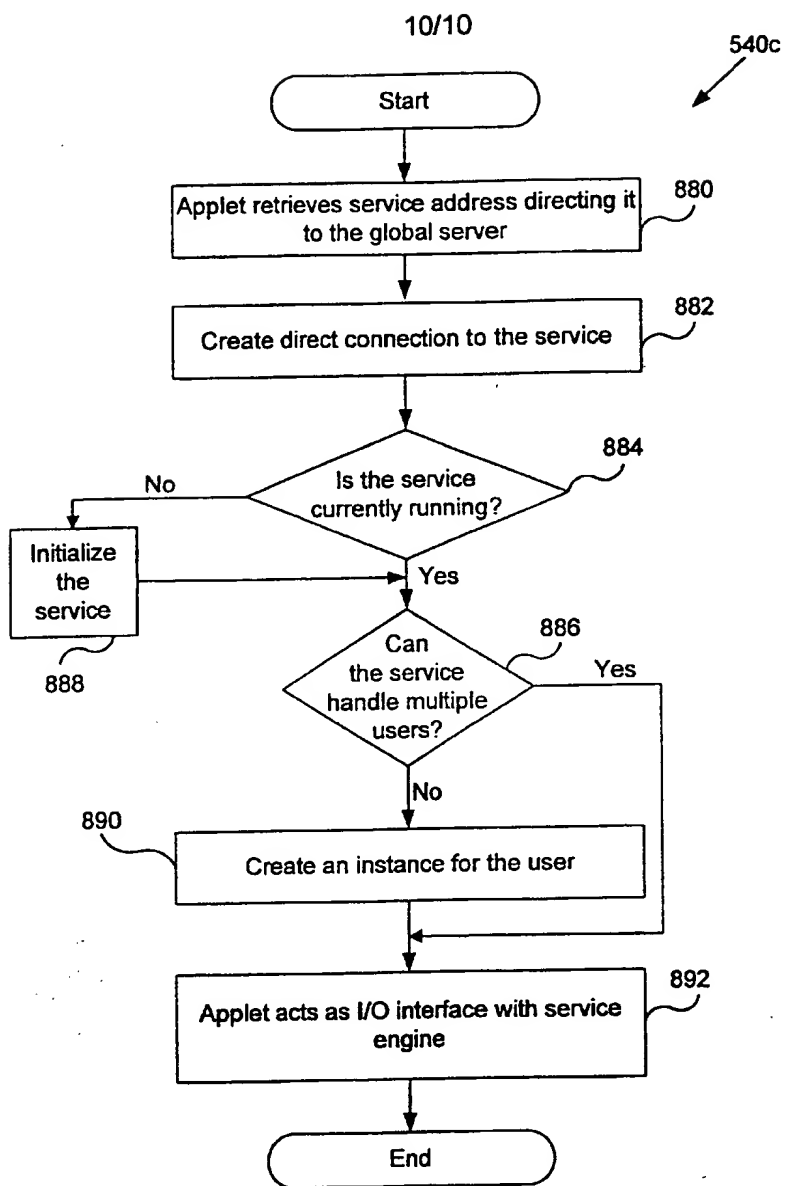 10/10
540c
Start
Applet retrieves service address directing it
to the global server
880
Create direct connection to the service
882
Is the service
currently running?
884
No
Initialize
the
service
888
Yes
Can
the service
handle multiple
users?
886
Yes
No
890
Create an instance for the user
Applet acts as I/O interface with service
engine
892
End